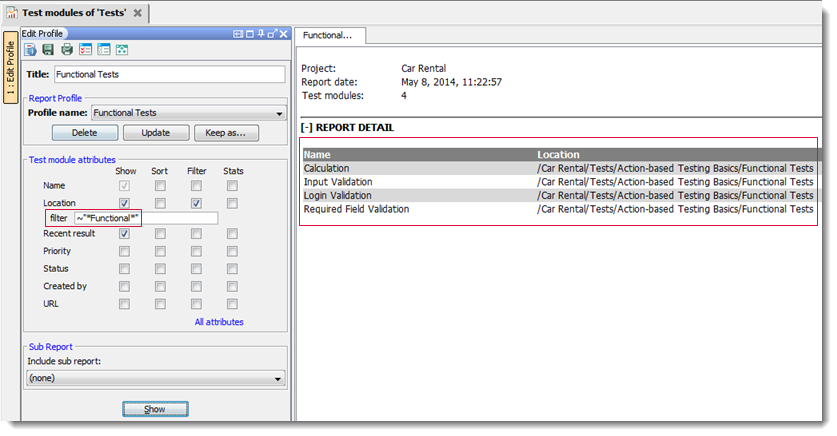 Test modules of 'Tests'
1 : Edit Profile
Edit Profile
Title: Functional Tests
Report Profile
Profile name: Functional Tests
Delete Update Keep as...
Test module attributes
Show Sort Filter Stats
Name
Location
filter ~"*Functional*"
Recent result
Priority
Status
Created by
URL
All attributes
Sub Report
Include sub report:
(none)
Show
Functional...
Project: Car Rental
Report date: May 8, 2014, 11:22:57
Test modules: 4
[-] REPORT DETAIL
Name Location
Calculation /Car Rental/Tests/Action-based Testing Basics/Functional Tests
Input Validation /Car Rental/Tests/Action-based Testing Basics/Functional Tests
Login Validation /Car Rental/Tests/Action-based Testing Basics/Functional Tests
Required Field Validation /Car Rental/Tests/Action-based Testing Basics/Functional Tests